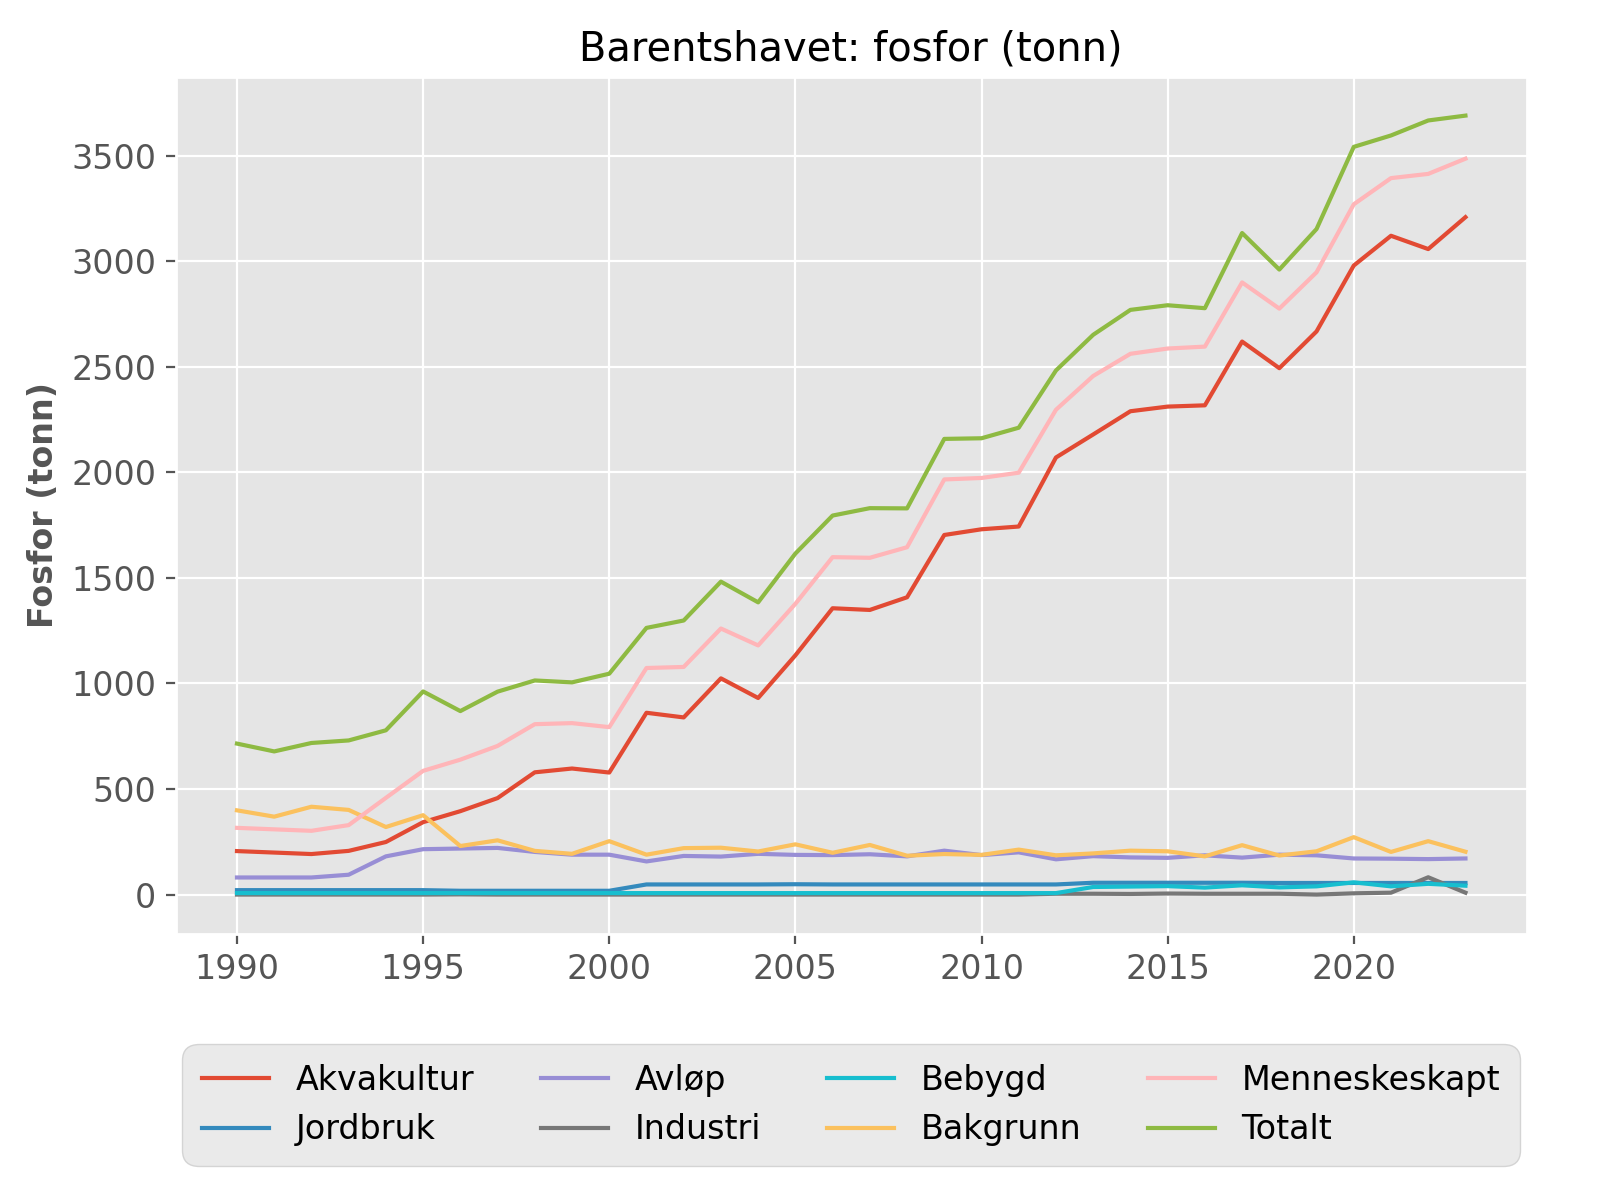 Barentshavet: fosfor (tonn)
Fosfor (tonn)
3500
3000
2500
2000
1500
1000
500
0
1990 1995 2000 2005 2010 2015 2020
Akvakultur Avløp Bebygd Menneskeskapt
Jordbruk Industri Bakgrunn Totalt